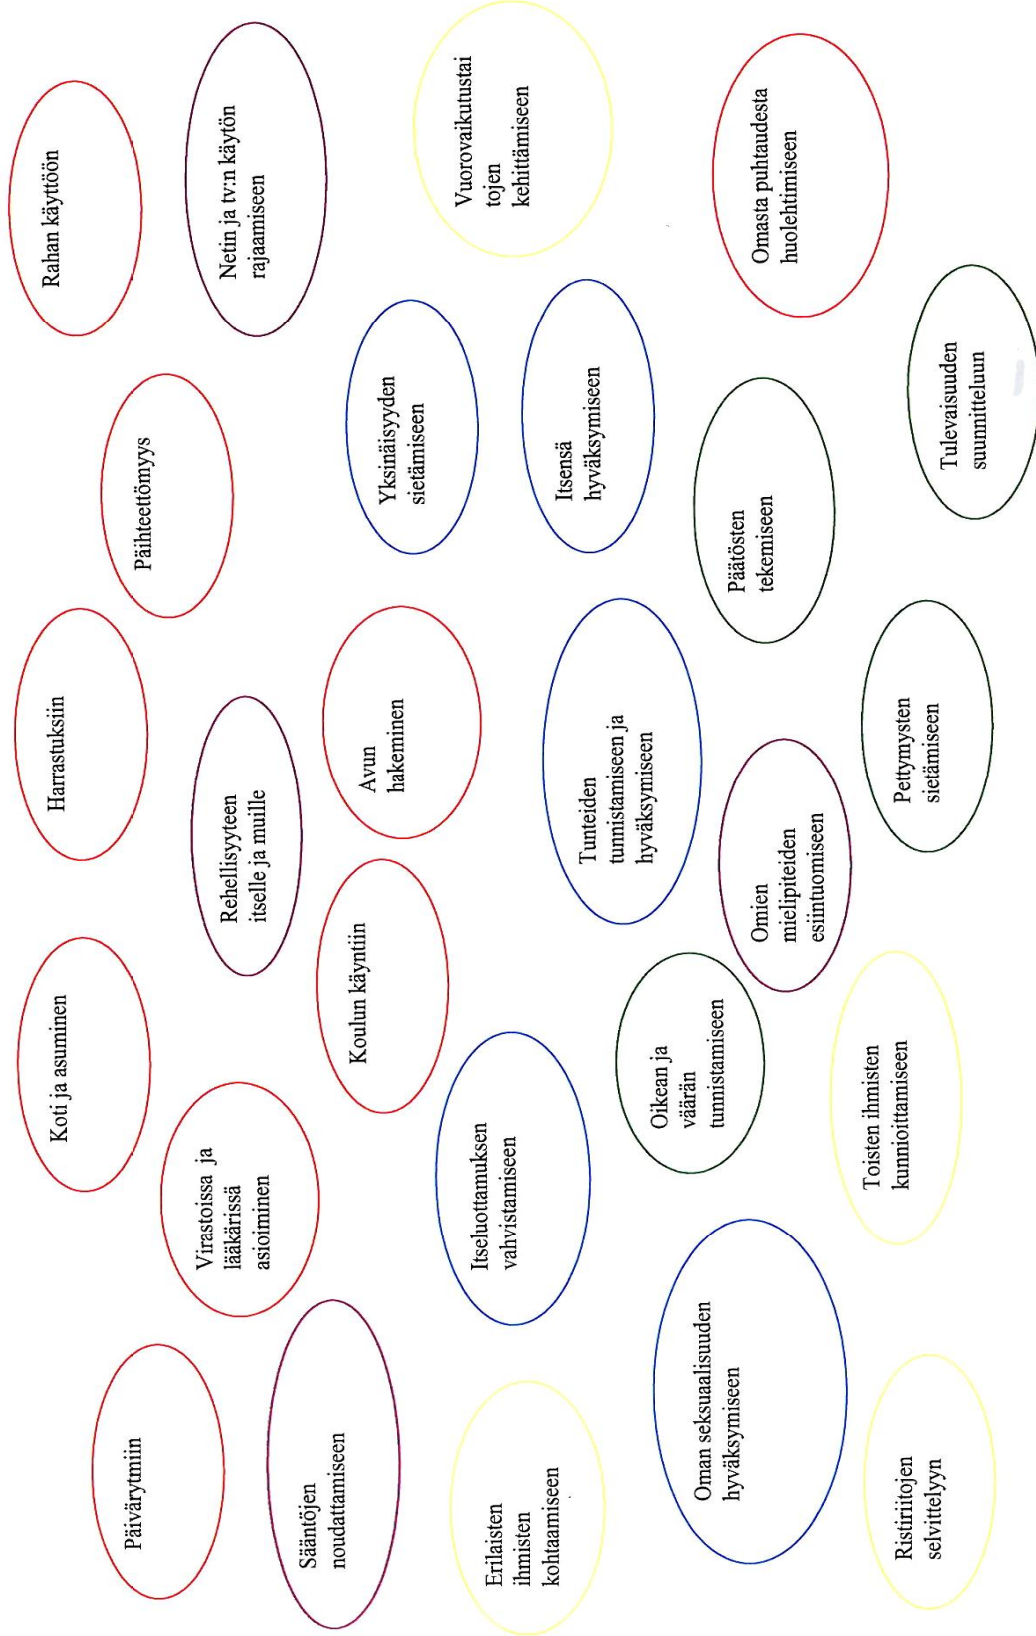 Päivärytmiin
Koti ja asuminen
Harrastuksiin
Päihteettömyys
Rahan käyttöön
Sääntöjen
noudattamiseen
Virastoissa ja
lääkärissä
asioiminen
Rehellisyyteen
itselle ja muille
Netin ja tv:n käytön
rajaamiseen
Koulun käyntiin
Avun
hakeminen
Yksinäisyyden
sietämiseen
Erilaisten
ihmisten
kohtaamiseen
Itseluottamuksen
vahvistamiseen
Vuorovaikutustai
tojen
kehittämiseen
Tunteiden
tunnistamiseen ja
hyväksymiseen
Itsensä
hyväksymiseen
Oman seksuaalisuuden
hyväksymiseen
Oikean ja
väärän
tunnistamiseen
Omien
mielipiteiden
esiintuomiseen
Päätösten
tekemiseen
Omasta puhtaudesta
huolehtimiseen
Ristiriitojen
selvittelyyn
Toisten ihmisten
kunnioittamiseen
Pettymysten
sietämiseen
Tulevaisuuden
suunnitteluun